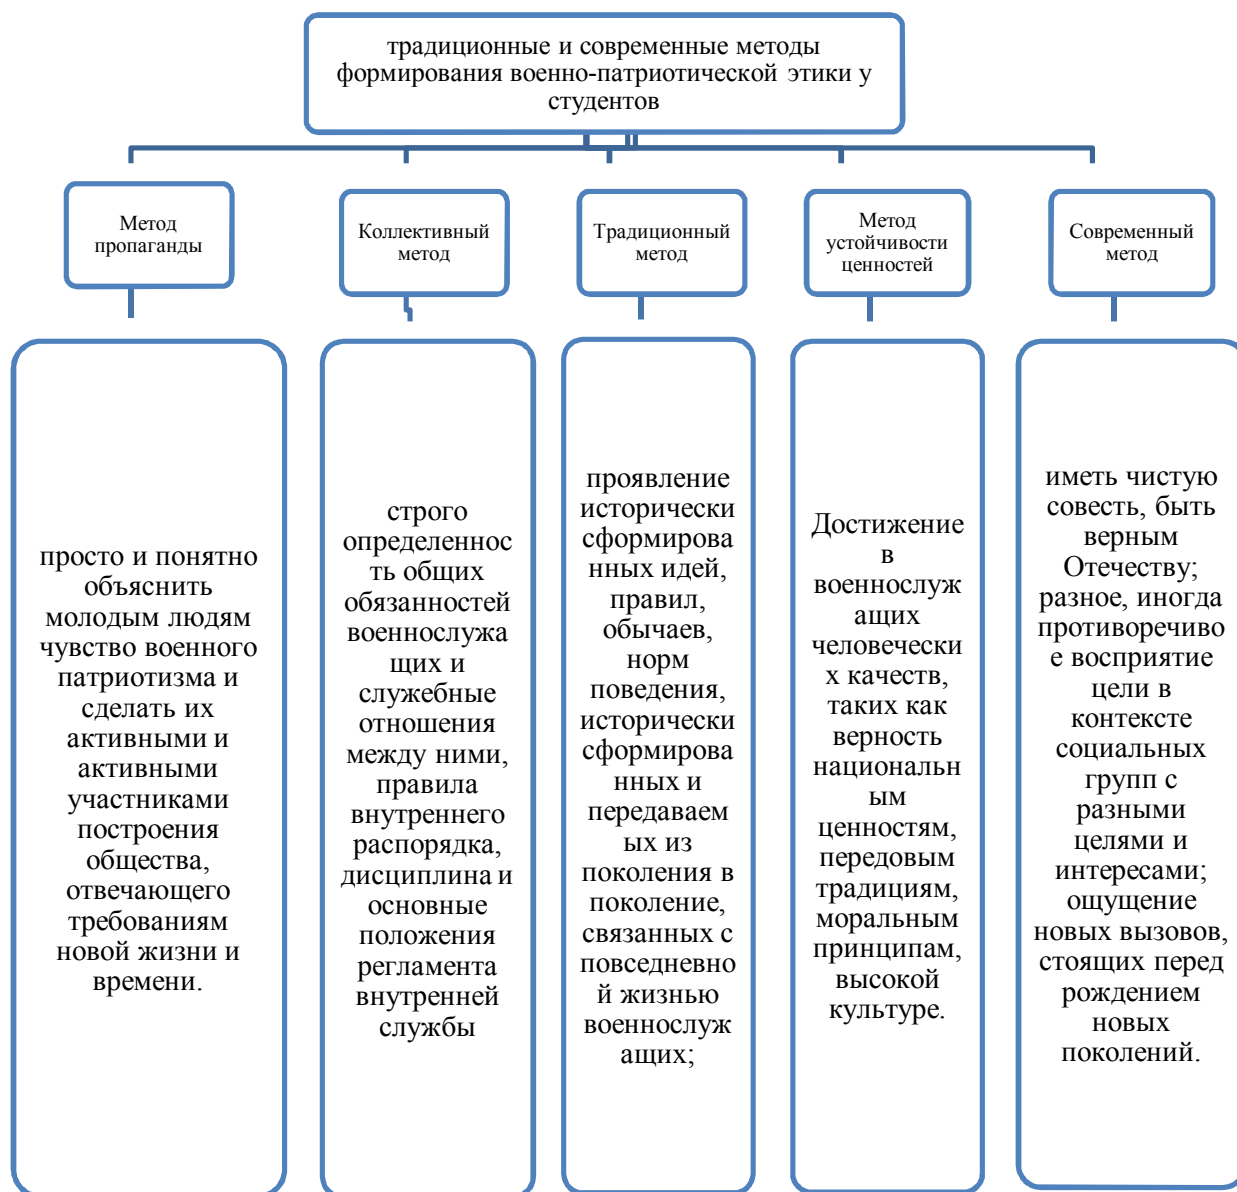 традиционные и современные методы
формирования военно-патриотической этики у
студентов
Метод
пропаганды
Коллективный
метод
Традиционный
метод
Метод
устойчивости
ценностей
Современный
метод
просто и понятно
объяснить
молодым людям
чувство военного
патриотизма и
сделать их
активными и
активными
участниками
построения
общества,
отвечающего
требованиям
новой жизни и
времени.
строго
определеннос
ть общих
обязанностей
военнослужа
щих и
служебные
отношения
между ними,
правила
внутреннего
распорядка,
дисциплина и
основные
положения
регламента
внутренней
службы
проявление
исторически
сформирова
нных идей,
правил,
обычаев,
норм
поведения,
исторически
сформирова
нных и
передаваем
ых из
поколения в
поколение,
связанных с
повседневно
й жизнью
военнослуж
ащих;
Достижение
в
военнослуж
ащих
человечески
х качеств,
таких как
верность
национальн
ым
ценностям,
передовым
традициям,
моральным
принципам,
высокой
культуре.
иметь чистую
совесть, быть
верным
Отечеству;
разное, иногда
противоречиво
е восприятие
цели в
контексте
социальных
групп с
разными
целями и
интересами;
ощущение
новых вызовов,
стоящих перед
рождением
новых
поколений.